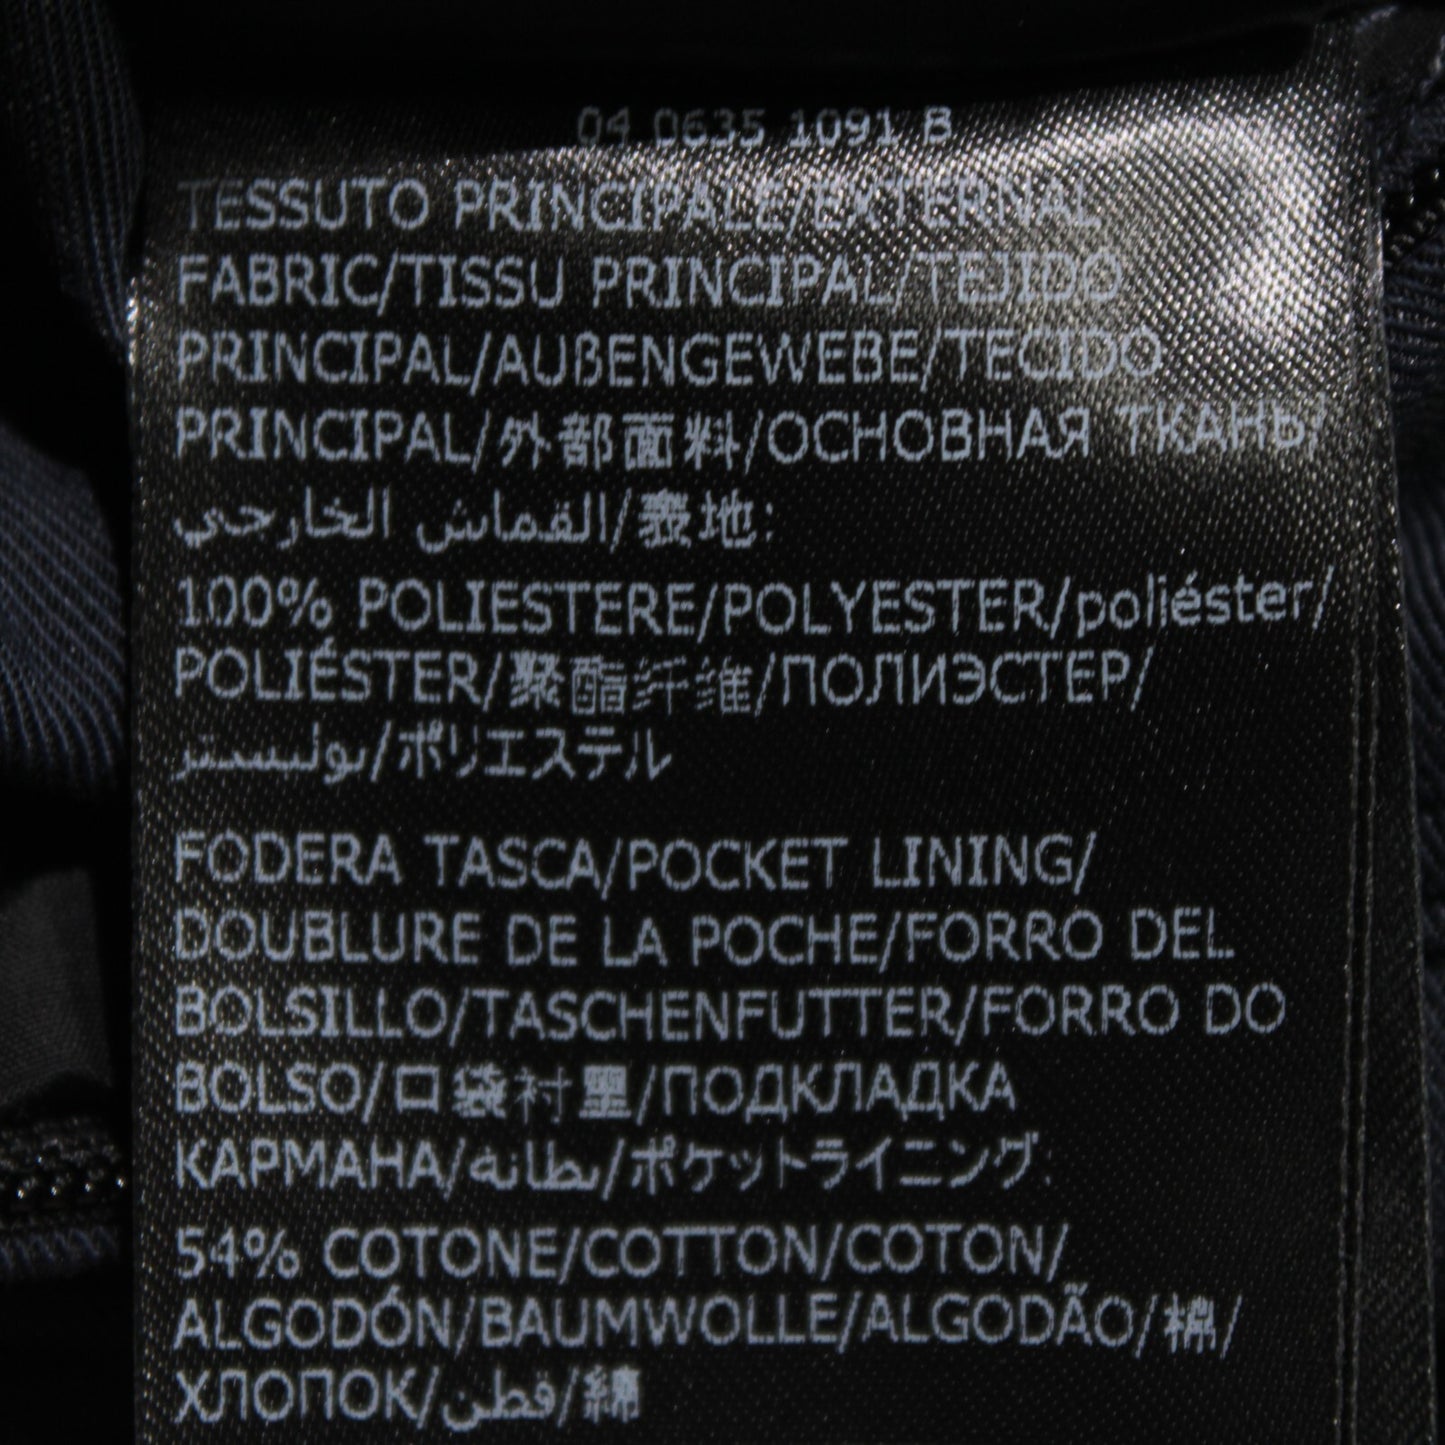 04 0635 1091 B
TESSUTO PRINCIPALE/EXTERNAL
FABRIC/TISSU PRINCIPAL/TEJIDO
PRINCIPAL/AUßENGEWEBE/TECIDO
PRINCIPAL/外部面料/ОСНОВНАЯ ТКАНЬ/
القماش الخارجي/表地:
100% POLIESTERE/POLYESTER/poliéster/
POLIÉSTER/聚酯纤维/ПОЛИЭСТЕР/
بوليستر/ポリエステル
FODERA TASCA/POCKET LINING/
DOUBLURE DE LA POCHE/FORRO DEL
BOLSILLO/TASCHENFUTTER/FORRO DO
BOLSO/口袋衬里/ПОДКЛАДКА
КАРМАНА/بطانة/ポケットライニング:
54% COTONE/COTTON/COTON/
ALGODÓN/BAUMWOLLE/ALGODÃO/棉/
ХЛОПОК/قطن/綿